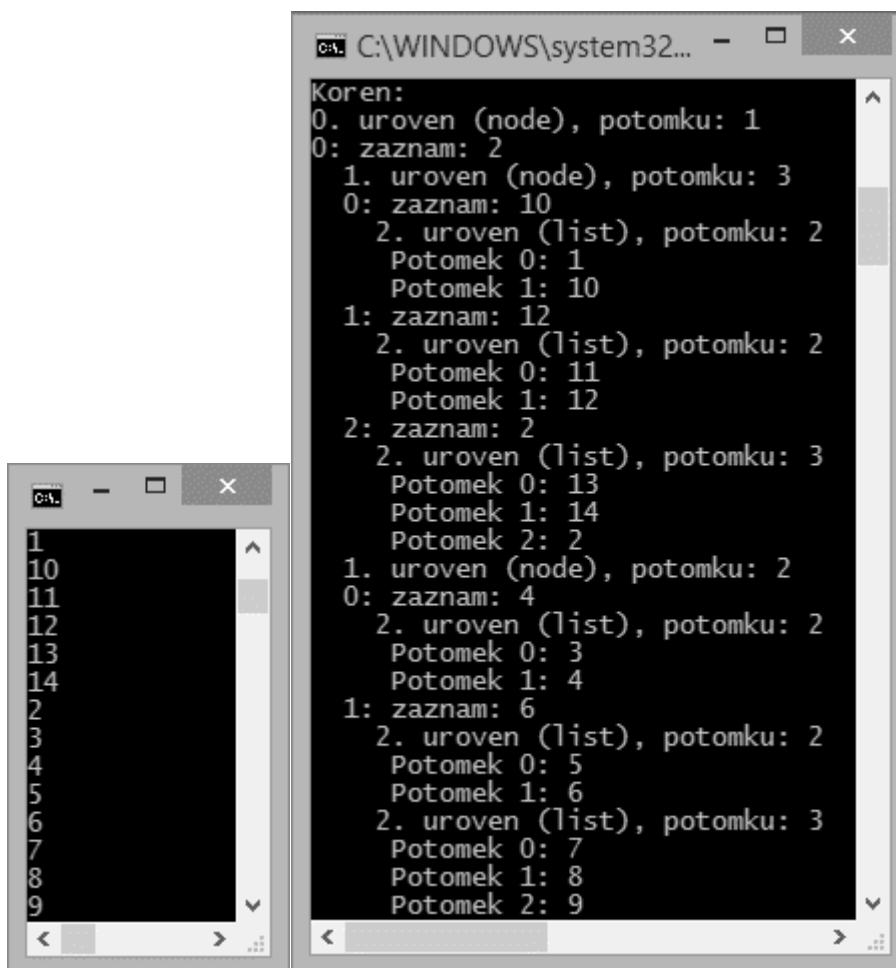 C:\WINDOWS\system32...
Koren:
0. uroven (node), potomku: 1
0: zaznam: 2
1. uroven (node), potomku: 3
0: zaznam: 10
2. uroven (list), potomku: 2
Potomek 0: 1
Potomek 1: 10
1: zaznam: 12
2. uroven (list), potomku: 2
Potomek 0: 11
Potomek 1: 12
2: zaznam: 2
2. uroven (list), potomku: 3
Potomek 0: 13
Potomek 1: 14
Potomek 2: 2
1. uroven (node), potomku: 2
0: zaznam: 4
2. uroven (list), potomku: 2
Potomek 0: 3
Potomek 1: 4
1: zaznam: 6
2. uroven (list), potomku: 2
Potomek 0: 5
Potomek 1: 6
2. uroven (list), potomku: 3
Potomek 0: 7
Potomek 1: 8
Potomek 2: 9
1
10
11
12
13
14
2
3
4
5
6
7
8
9